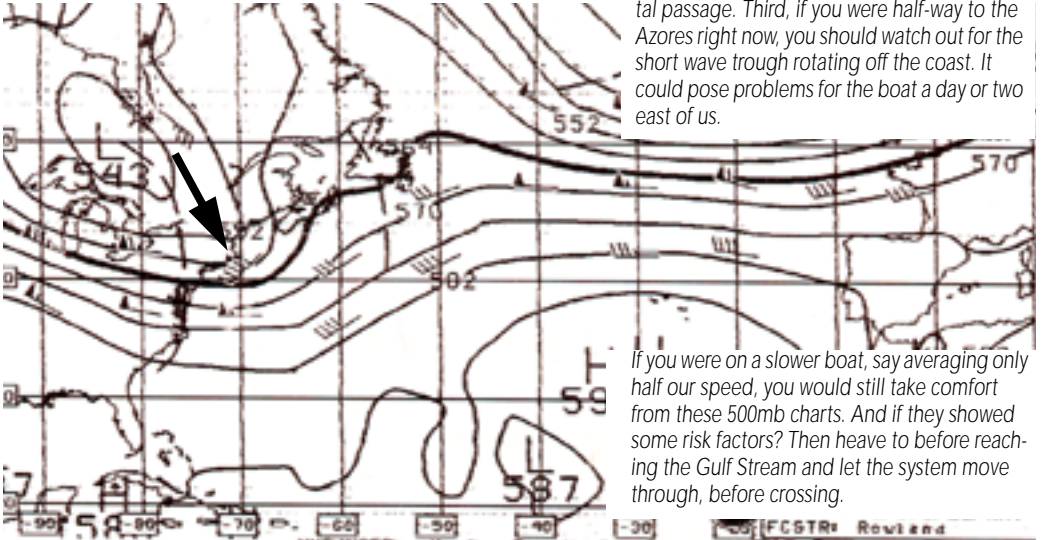 tal passage. Third, if you were half-way to the
Azores right now, you should watch out for the
short wave trough rotating off the coast. It
could pose problems for the boat a day or two
east of us.
552
564
570
L
543
570
582
H
59
If you were on a slower boat, say averaging only
half our speed, you would still take comfort
from these 500mb charts. And if they showed
some risk factors? Then heave to before reach-
ing the Gulf Stream and let the system move
through, before crossing.
L
587
7
H
58
-90 -80 -70 -60 -50 -40 -30
FCSTR: Rowland